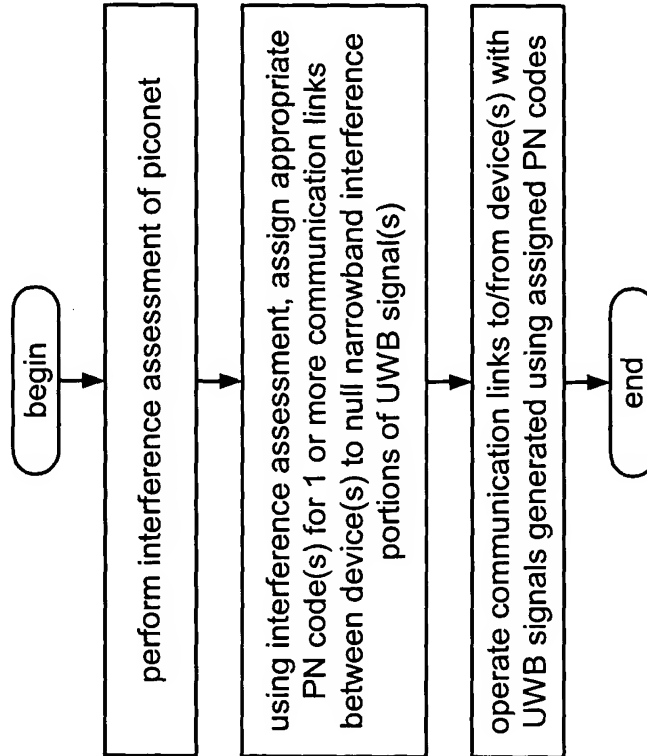 begin
perform interference assessment of piconet
using interference assessment, assign appropriate
PN code(s) for 1 or more communication links
between device(s) to null narrowband interference
portions of UWB signal(s)
operate communication links to/from device(s) with
UWB signals generated using assigned PN codes
end